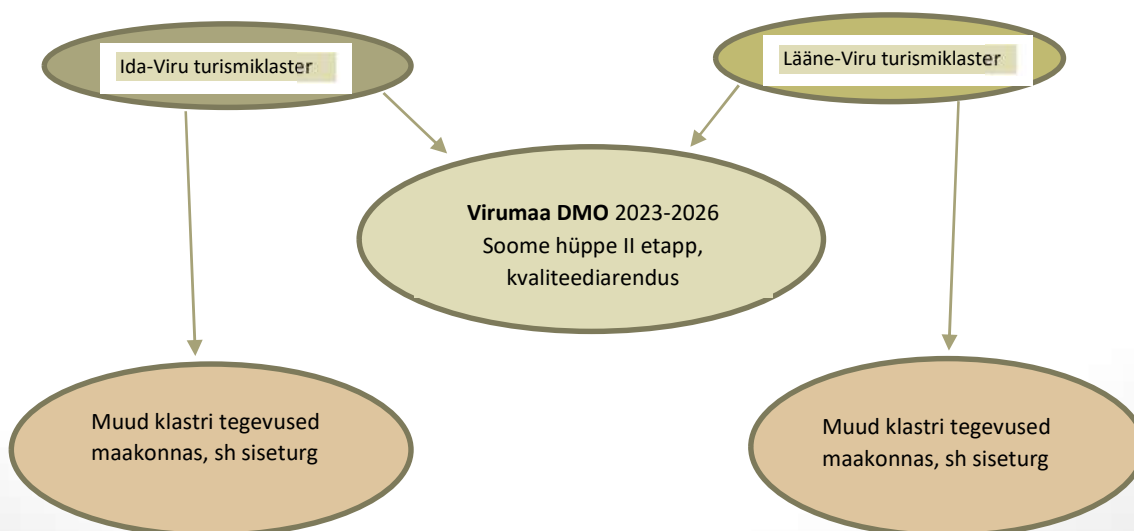 Ida-Viru turismiklaster
Lääne-Viru turismiklaster
Virumaa DMO 2023-2026
Soome hüppe II etapp,
kvaliteediarendus
Muud klastri tegevused
maakonnas, sh siseturg
Muud klastri tegevused
maakonnas, sh siseturg